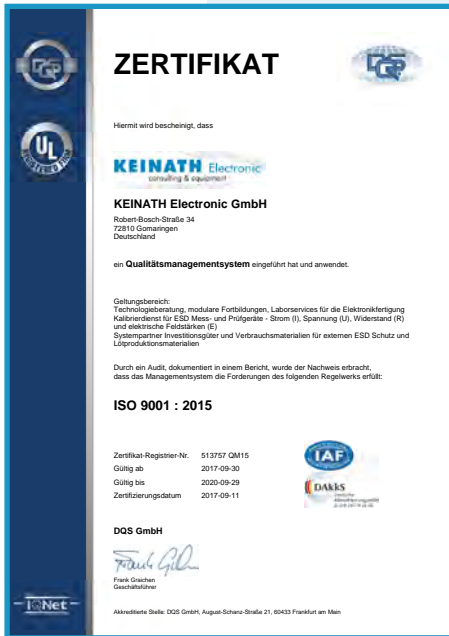 DQS
ZERTIFIKAT
DQS
UL
REGISTERED FIRM
Hiermit wird bescheinigt, dass
KEINATH Electronic
consulting & equipment
KEINATH Electronic GmbH
Robert-Bosch-Straße 34
72810 Gomaringen
Deutschland
ein Qualitätsmanagementsystem eingeführt hat und anwendet.
Geltungsbereich:
Technologieberatung, modulare Fortbildungen, Laborservices für die Elektronikfertigung
Kalibrierdienst für ESD Mess- und Prüfgeräte - Strom (I), Spannung (U), Widerstand (R)
und elektrische Feldstärken (E)
Systempartner Investitionsgüter und Verbrauchsmaterialien für externen ESD Schutz und
Lötproduktionsmaterialien
Durch ein Audit, dokumentiert in einem Bericht, wurde der Nachweis erbracht,
dass das Managementsystem die Forderungen des folgenden Regelwerks erfüllt:
ISO 9001 : 2015
Zertifikat-Registrier-Nr. 513757 QM15
Gültig ab 2017-09-30
Gültig bis 2020-09-29
Zertifizierungsdatum 2017-09-11
IAF
DAkkS
Deutsche
Akkreditierungsstelle
DQS GmbH
Frank Graichen
Geschäftsführer
IQNet
Akkreditierte Stelle: DQS GmbH, August-Schanz-Straße 21, 60433 Frankfurt am Main